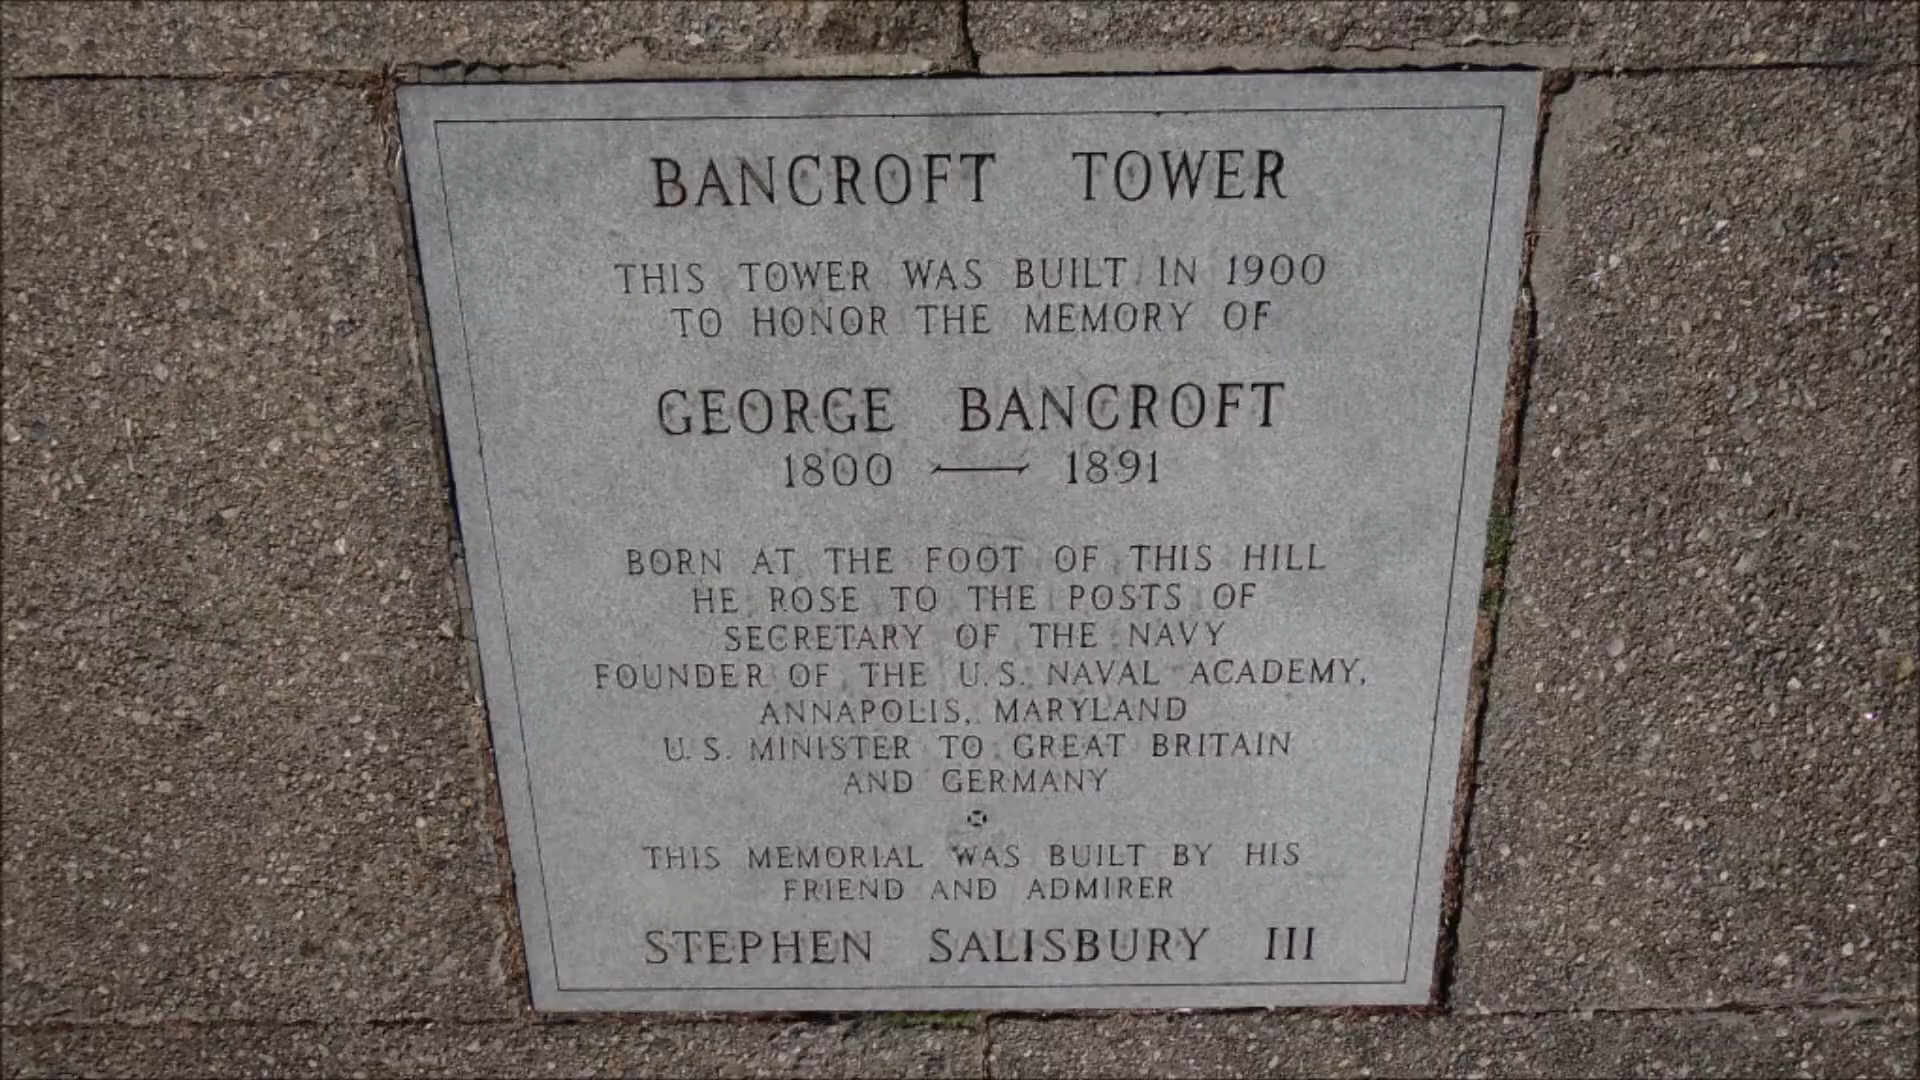 BANCROFT TOWER
THIS TOWER WAS BUILT IN 1900
TO HONOR THE MEMORY OF
GEORGE BANCROFT
1800 — 1891
BORN AT THE FOOT OF THIS HILL
HE ROSE TO THE POSTS OF
SECRETARY OF THE NAVY
FOUNDER OF THE U.S. NAVAL ACADEMY,
ANNAPOLIS, MARYLAND
U.S. MINISTER TO GREAT BRITAIN
AND GERMANY
THIS MEMORIAL WAS BUILT BY HIS
FRIEND AND ADMIRER
STEPHEN SALISBURY III